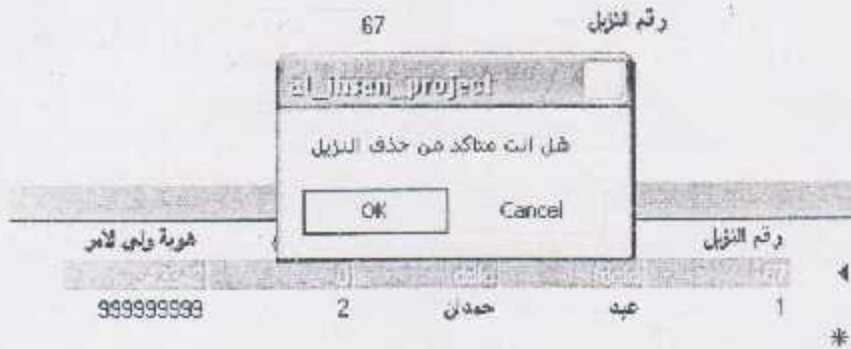 رقم النزيل 67
al_ihsan_project
هل انت متاكد من حذف النزيل
OK Cancel
رقم النزيل هوية ولي الامر
1 عبد حمدان 2 999999999
*